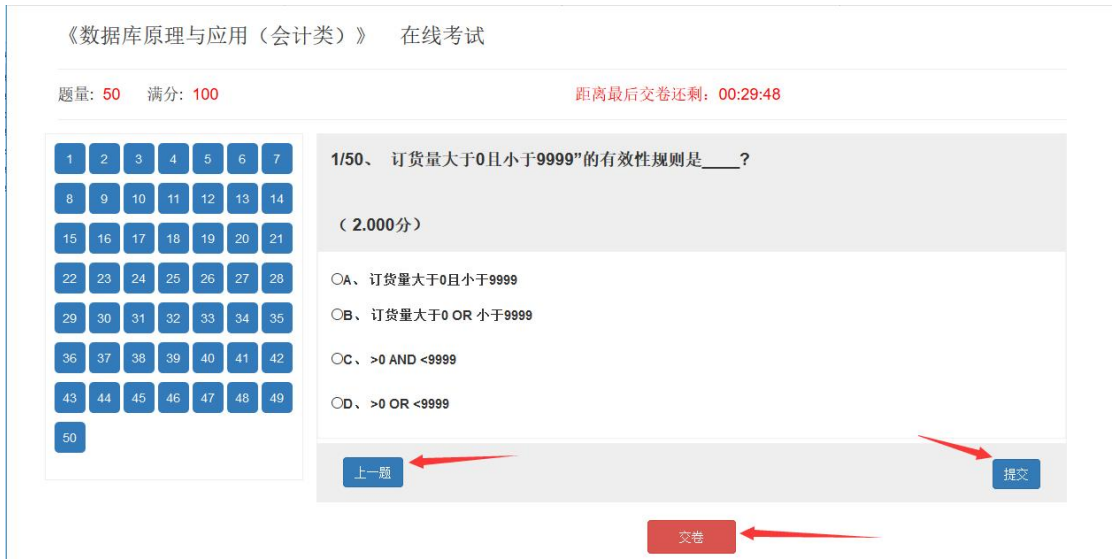 《数据库原理与应用（会计类）》 在线考试
题量: 50 满分: 100 距离最后交卷还剩：00:29:48
1 2 3 4 5 6 7
8 9 10 11 12 13 14
15 16 17 18 19 20 21
22 23 24 25 26 27 28
29 30 31 32 33 34 35
36 37 38 39 40 41 42
43 44 45 46 47 48 49
50
1/50、 订货量大于0且小于9999”的有效性规则是____?
（ 2.000分）
A、 订货量大于0且小于9999
B、 订货量大于0 OR 小于9999
C、 >0 AND <9999
D、 >0 OR <9999
上一题 提交
交卷